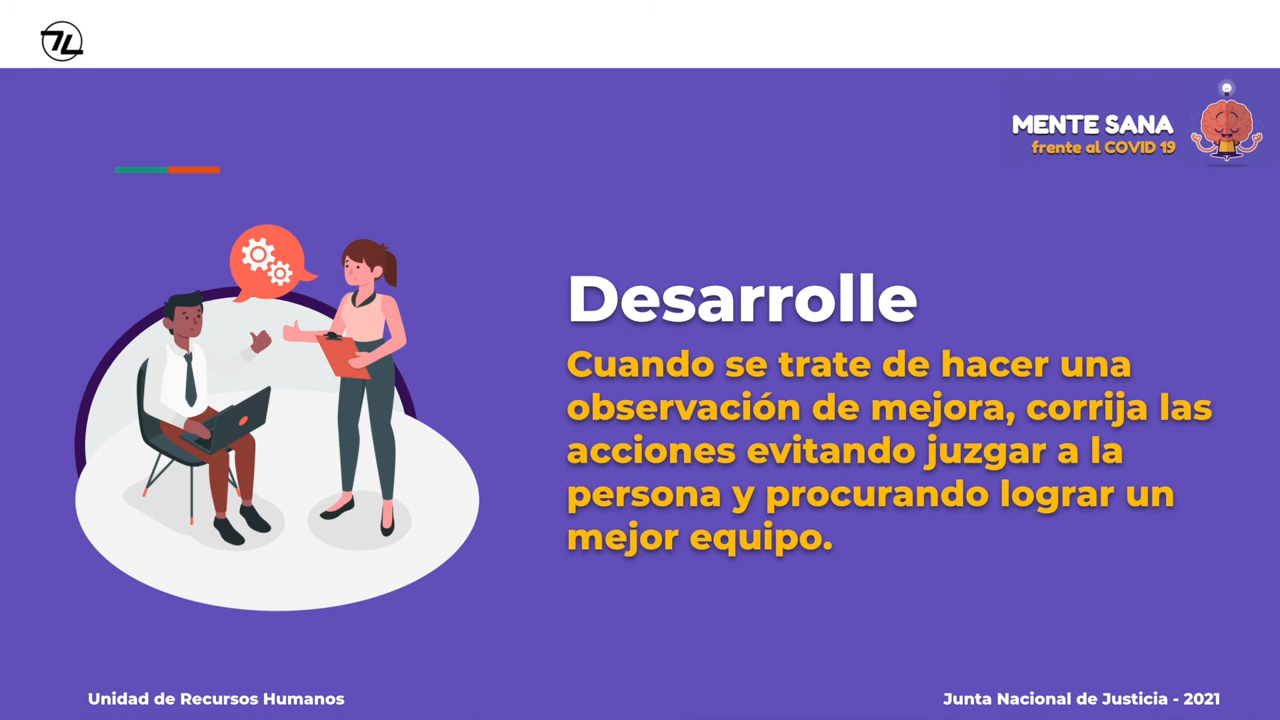 MENTE SANA
frente al COVID 19
Desarrolle
Cuando se trate de hacer una
observación de mejora, corrija las
acciones evitando juzgar a la
persona y procurando lograr un
mejor equipo.
Unidad de Recursos Humanos
Junta Nacional de Justicia - 2021